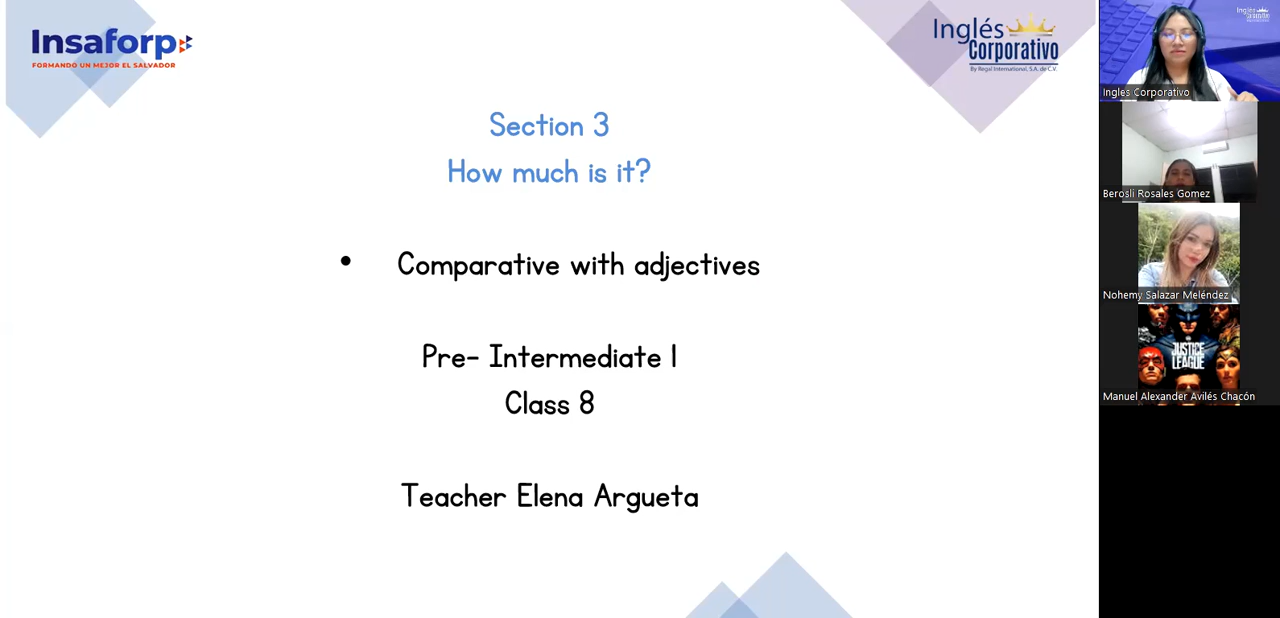 Insaforp
FORMANDO UN MEJOR EL SALVADOR
Inglés
Corporativo
By Regal International, S.A. de C.V.
Section 3
How much is it?
• Comparative with adjectives
Pre- Intermediate 1
Class 8
Teacher Elena Argueta
Ingles Corporativo
Berosli Rosales Gomez
Nohemy Salazar Meléndez
JUSTICE
LEAGUE
Manuel Alexander Avilés Chacón